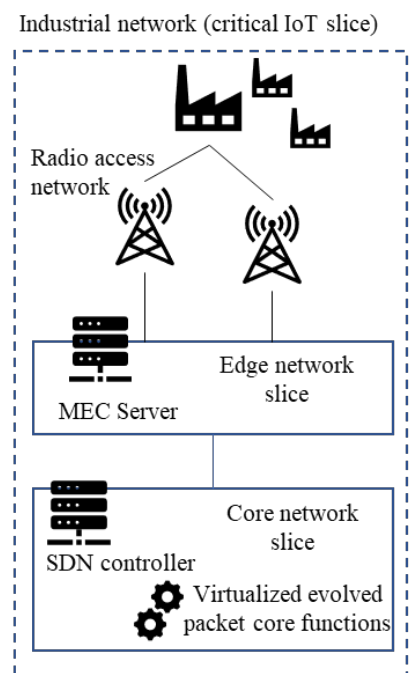 Industrial network (critical IoT slice)
Radio access
network
Edge network
slice
MEC Server
Core network
slice
SDN controller
Virtualized evolved
packet core functions